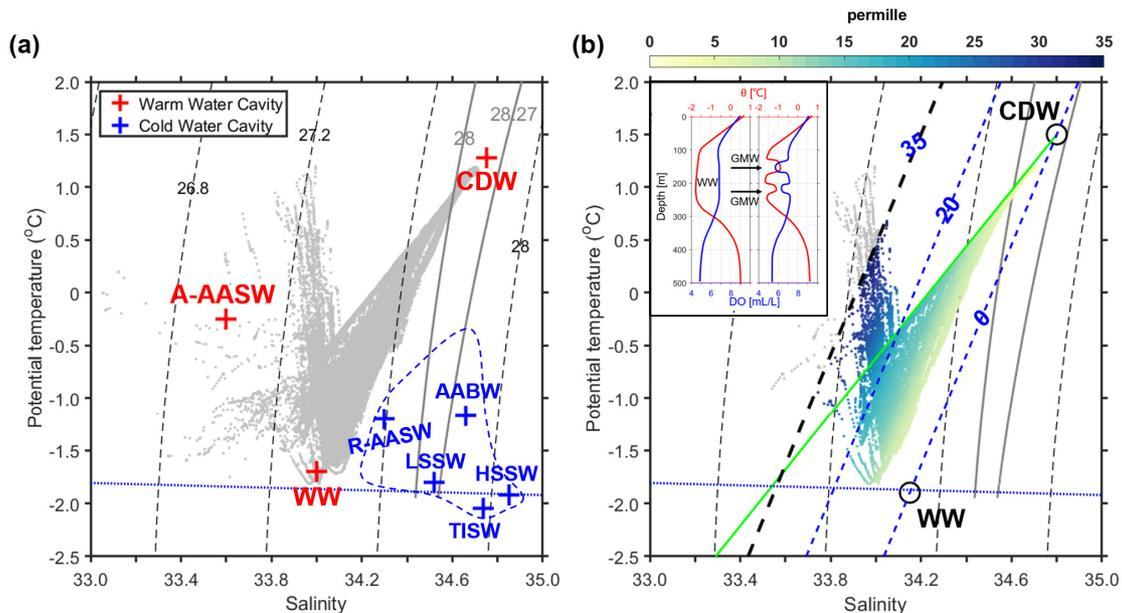 (a)
Warm Water Cavity
Cold Water Cavity
28.27
28
27.2
26.8
28
CDW
A-AASW
AABW
R-AASW
LSSW
HSSW
WW
TISW
2.0
1.5
1.0
0.5
0
-0.5
-1.0
-1.5
-2.0
-2.5
Potential temperature (°C)
33.0 33.4 33.8 34.2 34.6 35.0
Salinity
(b)
permille
0 5 10 15 20 25 30 35
θ [℃]
-2 -1 0 1 -2 -1 0 1
0
100
200
300
400
500
Depth [m]
GMW
WW
GMW
4 6 8 4 6 8
DO [mL/L]
CDW
35
20
0
WW
2.0
1.5
1.0
0.5
0
-0.5
-1.0
-1.5
-2.0
-2.5
Potential temperature (°C)
33.0 33.4 33.8 34.2 34.6 35.0
Salinity